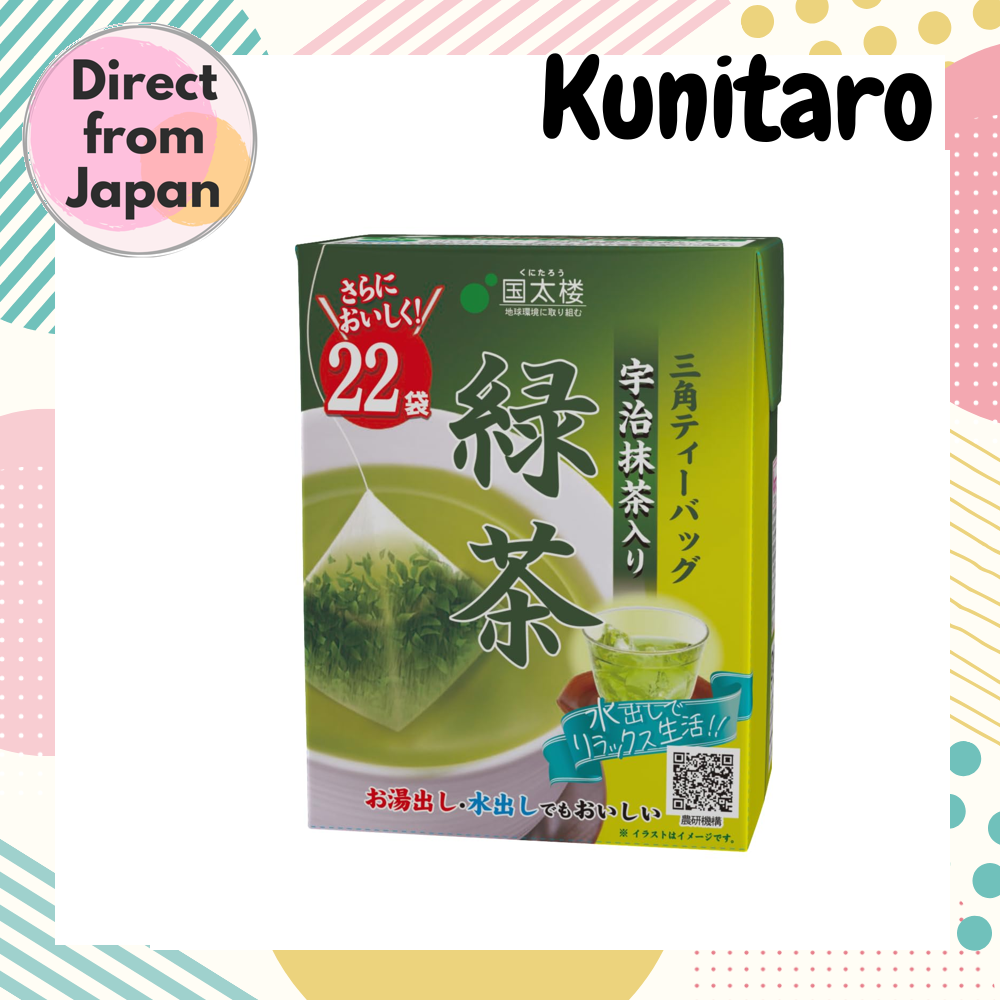 Direct
from
Japan
Kunitaro
さらに
おいしく!
22袋
くにたろう
国太楼
地球環境に取り組む
三角ティーバッグ
宇治抹茶入り
緑茶
水出しで
リラックス生活!!
お湯出し・水出しでもおいしい
農研機構
※イラストはイメージです。